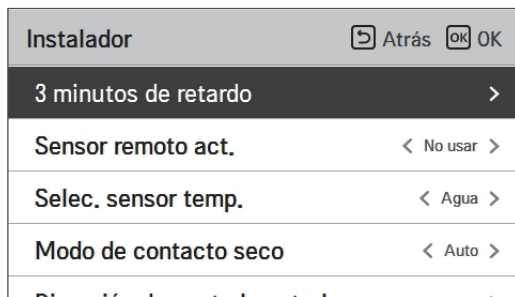 Instalador Atrás OK OK
3 minutos de retardo >
Sensor remoto act. < No usar >
Selec. sensor temp. < Agua >
Modo de contacto seco < Auto >